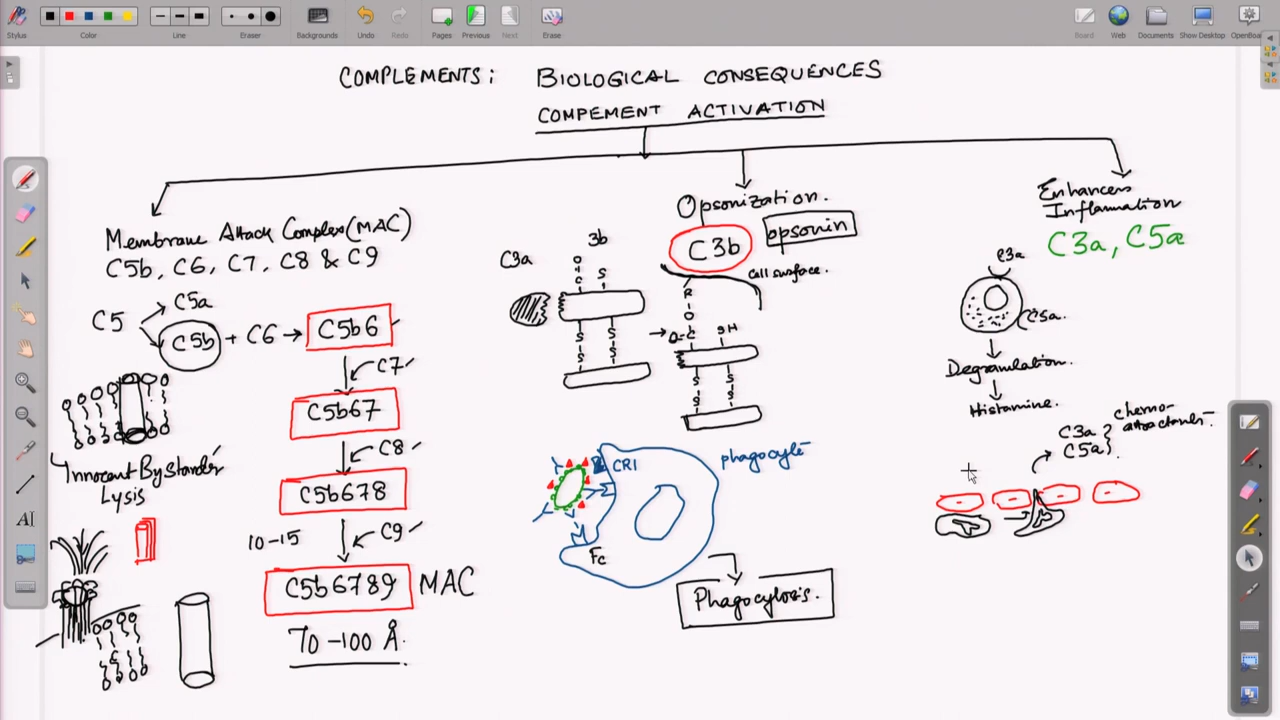 Stylus
Color
Line
Eraser
Backgrounds
Undo
Redo
Pages
Previous
Next
Erase
Board
Web
Documents
Show Desktop
OpenBoa
COMPLEMENTS: BIOLOGICAL CONSEQUENCES
COMPEMENT ACTIVATION
Membrane Attack Complex (MAC)
C5b, C6, C7, C8 & C9
C5
C5a
C5b + C6 → C5b6
C7
C5b67
C8
C5b678
10-15
C9
C5b6789 MAC
70-100 Å.
Innocent Bystander
Lysis
Opsonization.
C3b
opsonin
Cell surface.
C3a
3b
O
C
S
S
S
S
S
R
O
O=C
SH
S
S
S
S
CR1
phagocyte
Fc
Phagocytosis.
Enhancers
Inflammation
C3a, C5a
C3a
C5a.
Degranulation.
Histamine.
C3a
C5a
chemo-
attractants.